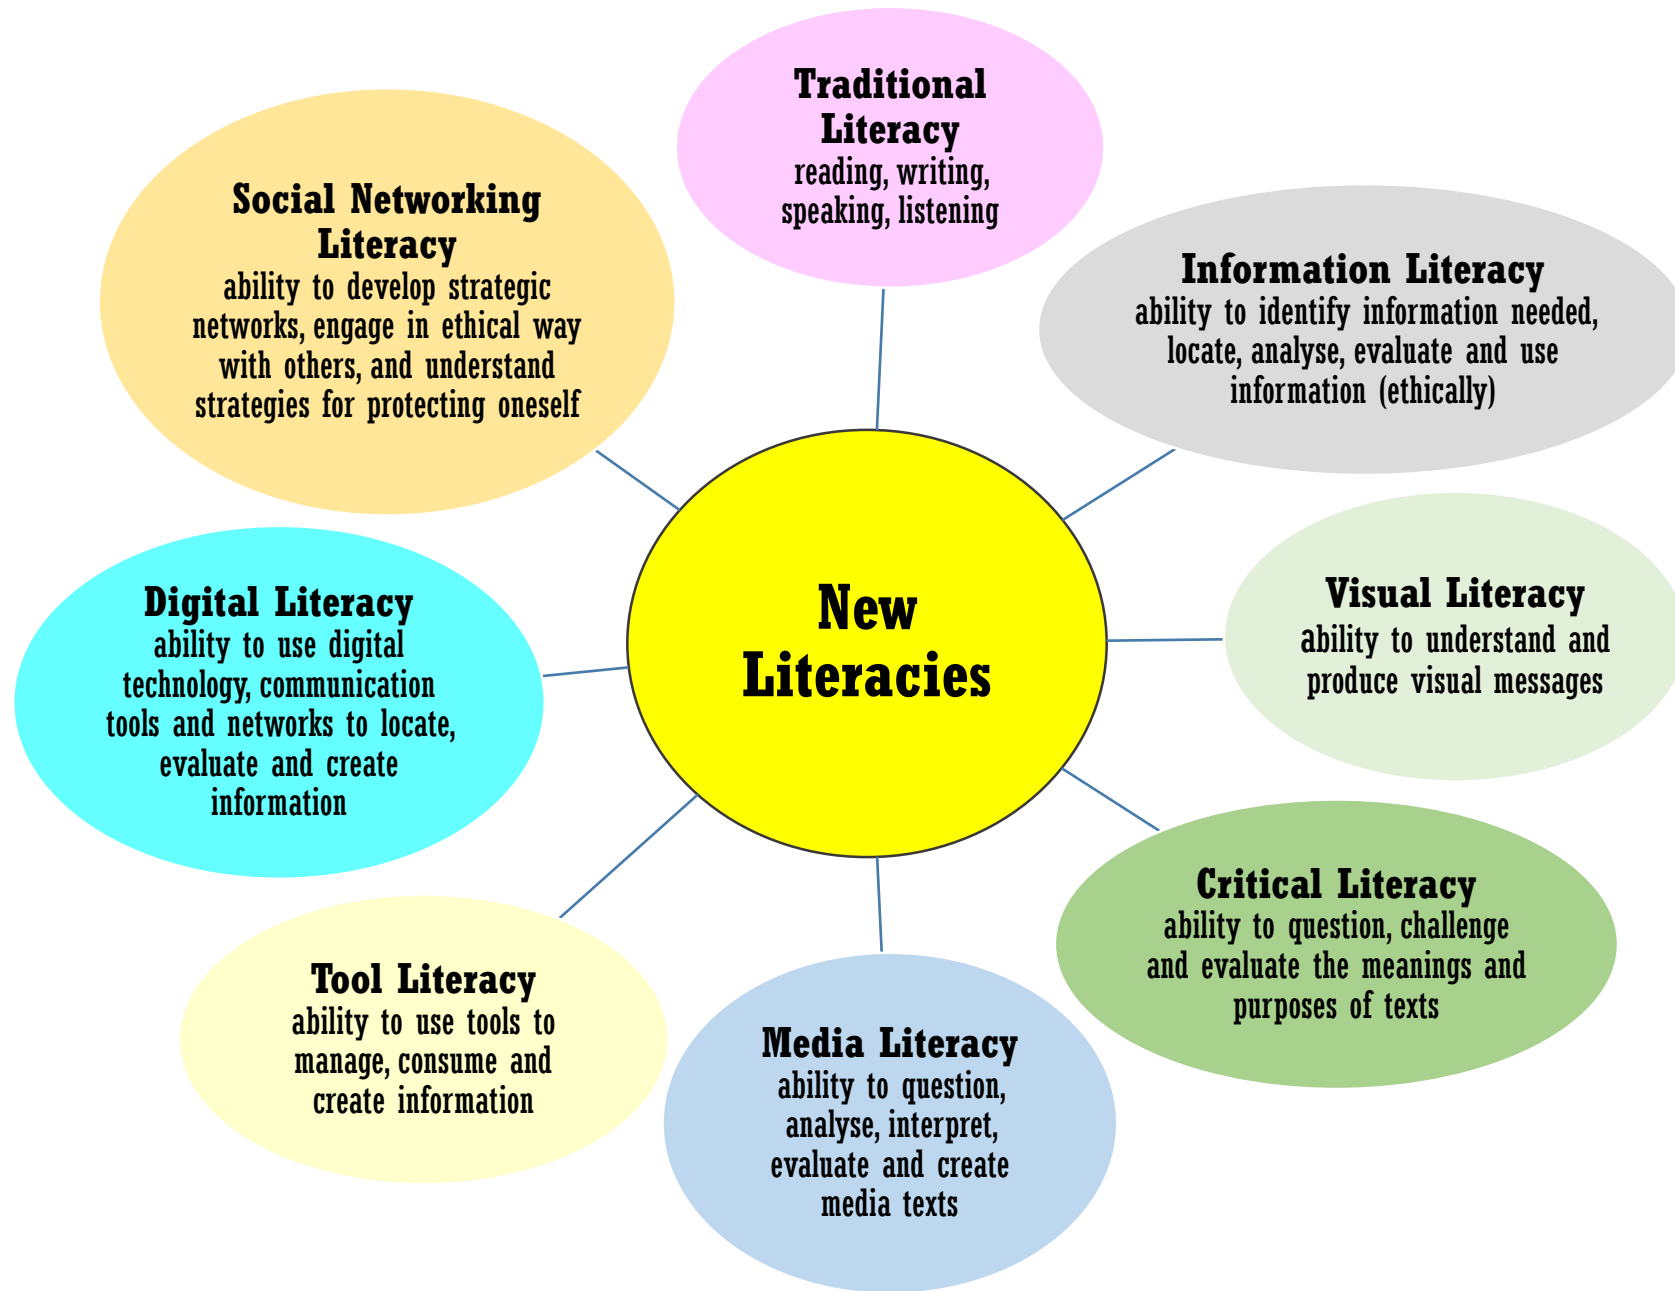 Traditional
Literacy
reading, writing,
speaking, listening
Social Networking
Literacy
ability to develop strategic
networks, engage in ethical way
with others, and understand
strategies for protecting oneself
Information Literacy
ability to identify information needed,
locate, analyse, evaluate and use
information (ethically)
New
Literacies
Visual Literacy
ability to understand and
produce visual messages
Digital Literacy
ability to use digital
technology, communication
tools and networks to locate,
evaluate and create
information
Critical Literacy
ability to question, challenge
and evaluate the meanings and
purposes of texts
Tool Literacy
ability to use tools to
manage, consume and
create information
Media Literacy
ability to question,
analyse, interpret,
evaluate and create
media texts